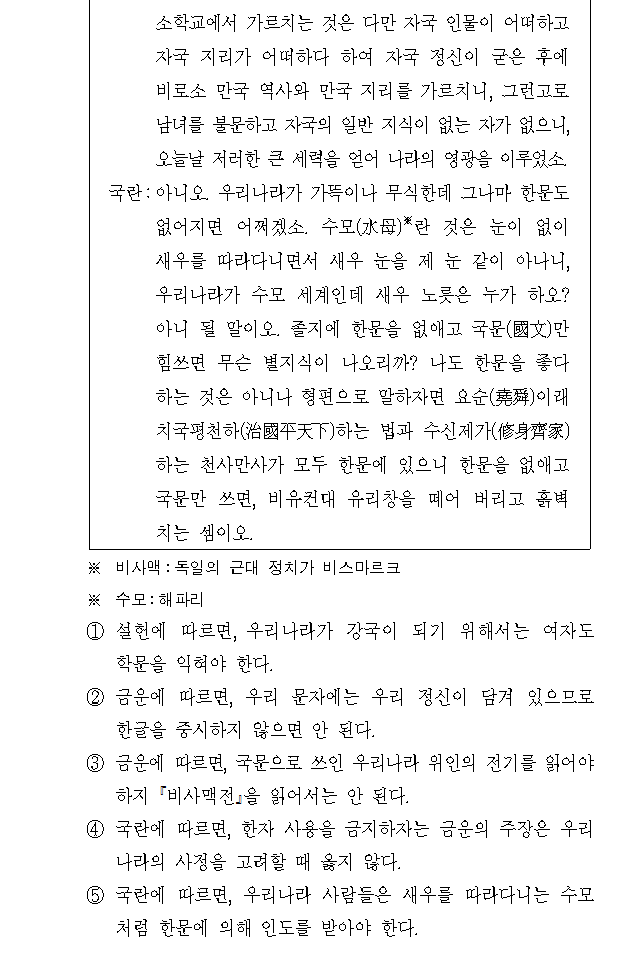 소학교에서 가르치는 것은 다만 자국 인물이 어떠하고
자국 지리가 어떠하다 하여 자국 정신이 굳은 후에
비로소 만국 역사와 만국 지리를 가르치니, 그런고로
남녀를 불문하고 자국의 일반 지식이 없는 자가 없으니,
오늘날 저러한 큰 세력을 얻어 나라의 영광을 이루었소.
국란 : 아니오. 우리나라가 가뜩이나 무식한데 그나마 한문도
없어지면 어쩌겠소. 수모(水母)※란 것은 눈이 없이
새우를 따라다니면서 새우 눈을 제 눈 같이 아나니,
우리나라가 수모 세계인데 새우 노릇은 누가 하오?
아니 될 말이오. 졸지에 한문을 없애고 국문(國文)만
힘쓰면 무슨 별지식이 나오리까? 나도 한문을 좋다
하는 것은 아니나 형편으로 말하자면 요순(堯舜)이래
치국평천하(治國平天下)하는 법과 수신제가(修身齊家)
하는 천사만사가 모두 한문에 있으니 한문을 없애고
국문만 쓰면, 비유컨대 유리창을 떼어 버리고 흙벽
치는 셈이오.
※ 비사맥 : 독일의 근대 정치가 비스마르크
※ 수모 : 해파리
① 설헌에 따르면, 우리나라가 강국이 되기 위해서는 여자도
학문을 익혀야 한다.
② 금운에 따르면, 우리 문자에는 우리 정신이 담겨 있으므로
한글을 중시하지 않으면 안 된다.
③ 금운에 따르면, 국문으로 쓰인 우리나라 위인의 전기를 읽어야
하지 『비사맥전』을 읽어서는 안 된다.
④ 국란에 따르면, 한자 사용을 금지하자는 금운의 주장은 우리
나라의 사정을 고려할 때 옳지 않다.
⑤ 국란에 따르면, 우리나라 사람들은 새우를 따라다니는 수모
처럼 한문에 의해 인도를 받아야 한다.